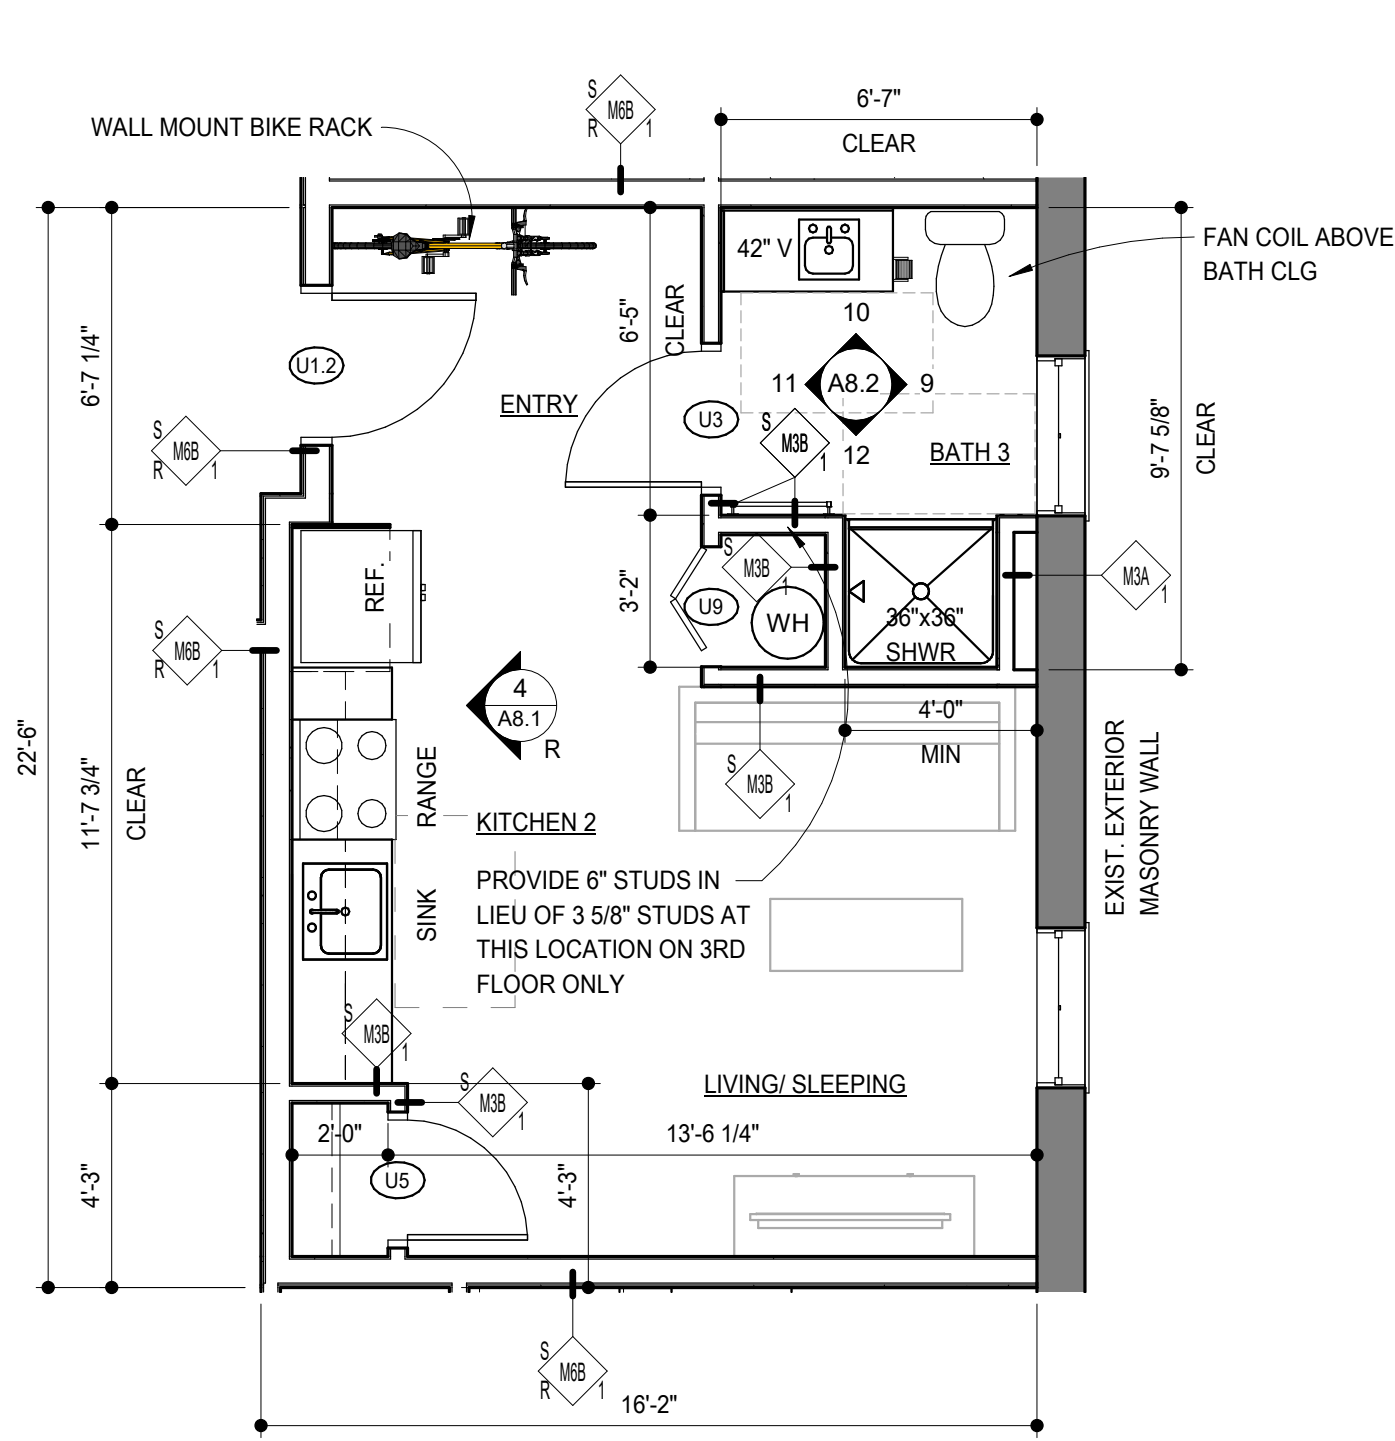 6'-7"
CLEAR
S
M6B
R
1
WALL MOUNT BIKE RACK
FAN COIL ABOVE
BATH CLG
42" V
6'-5"
CLEAR
10
11
A8.2
9
12
6'-7 1/4"
U1.2
ENTRY
U3
S
M3B
1
BATH 3
9'-7 5/8"
CLEAR
S
M6B
R
1
REF.
3'-2"
S
M3B
1
U9
WH
36"x36"
SHWR
M3A
1
S
M6B
R
1
4
A8.1
R
4'-0"
MIN
22'-6"
11'-7 3/4"
CLEAR
RANGE
S
M3B
1
EXIST. EXTERIOR
MASONRY WALL
KITCHEN 2
SINK
PROVIDE 6" STUDS IN
LIEU OF 3 5/8" STUDS AT
THIS LOCATION ON 3RD
FLOOR ONLY
S
M3B
1
S
M3B
1
LIVING/ SLEEPING
2'-0"
13'-6 1/4"
4'-3"
U5
4'-3"
S
M6B
R
1
16'-2"